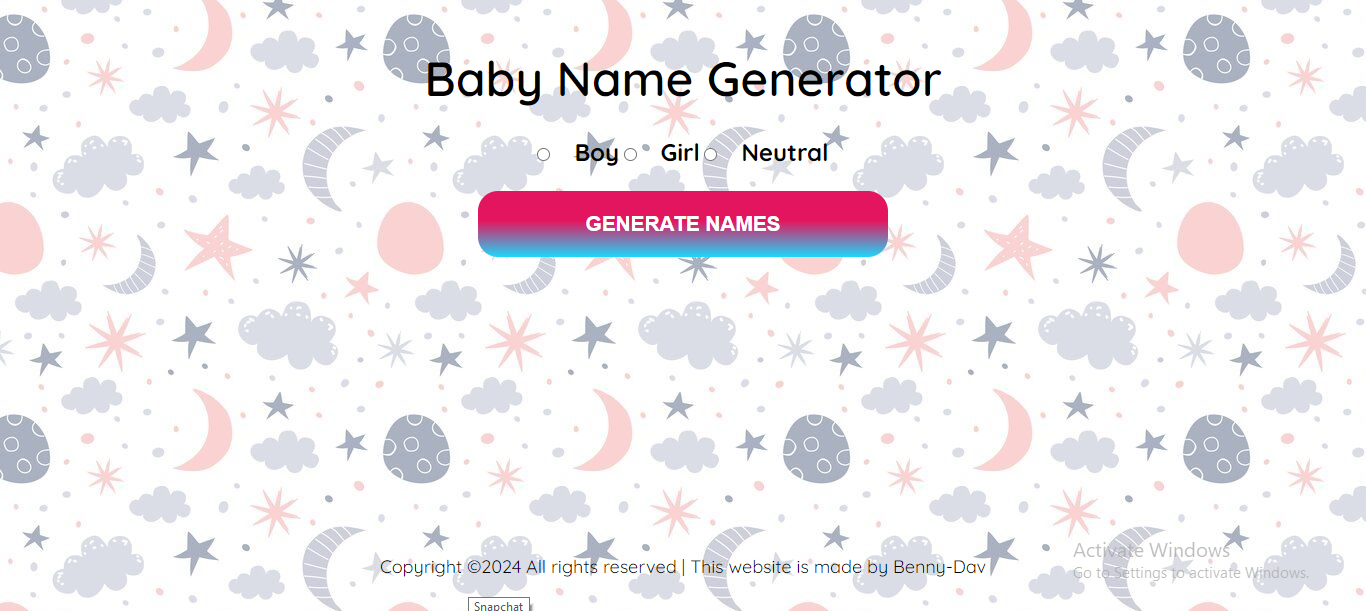 Baby Name Generator
Boy Girl Neutral
GENERATE NAMES
Activate Windows
Copyright ©2024 All rights reserved | This website is made by Benny-Dav
Go to Settings to activate Windows.
Snapchat